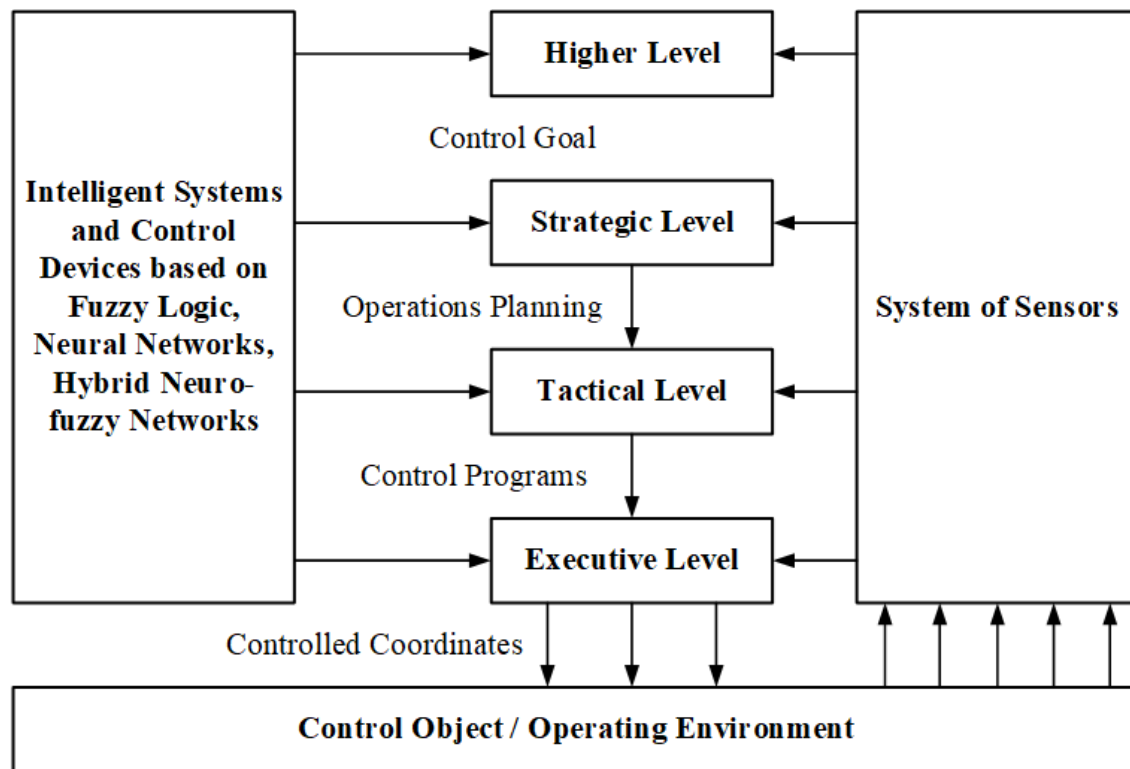 Higher Level
Control Goal
Intelligent Systems
and Control
Devices based on
Fuzzy Logic,
Neural Networks,
Hybrid Neuro-
fuzzy Networks
Strategic Level
Operations Planning
System of Sensors
Tactical Level
Control Programs
Executive Level
Controlled Coordinates
Control Object / Operating Environment